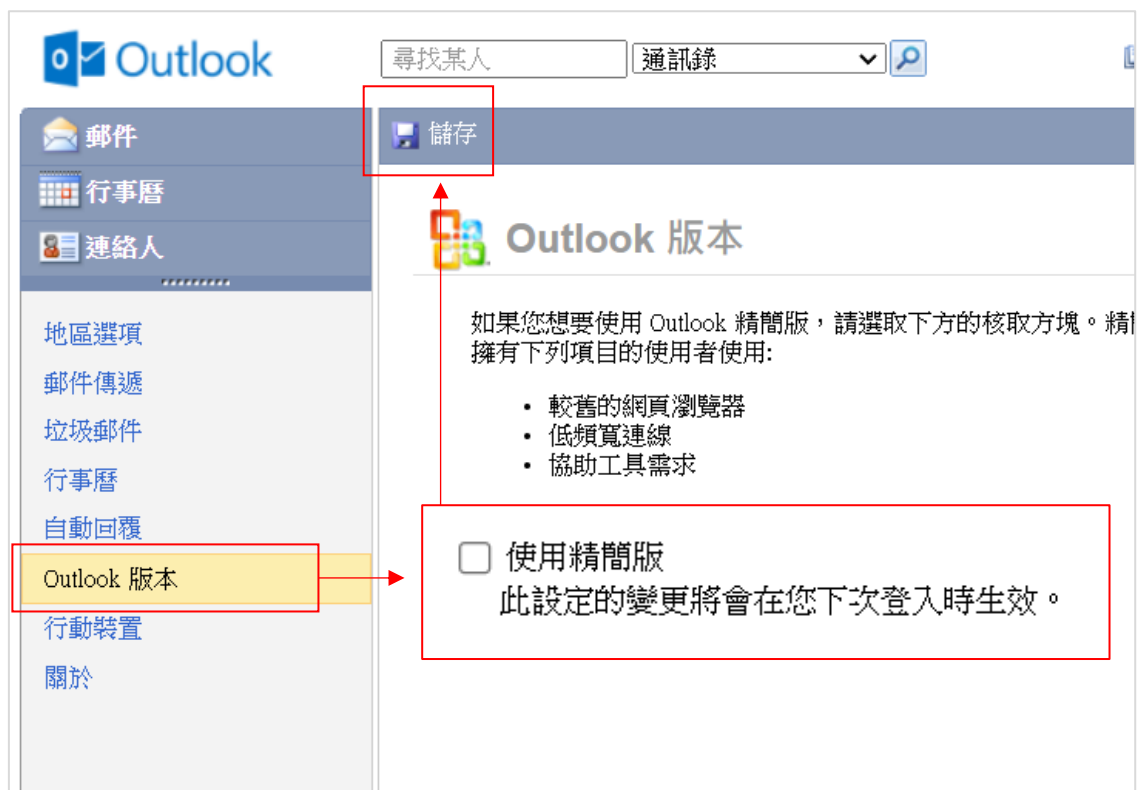 Outlook
尋找某人
通訊錄
郵件
行事曆
連絡人
地區選項
郵件傳遞
垃圾郵件
行事曆
自動回覆
Outlook 版本
行動裝置
關於
儲存
Outlook 版本
如果您想要使用 Outlook 精簡版，請選取下方的核取方塊。精
擁有下列項目的使用者使用:
• 較舊的網頁瀏覽器
• 低頻寬連線
• 協助工具需求
使用精簡版
此設定的變更將會在您下次登入時生效。